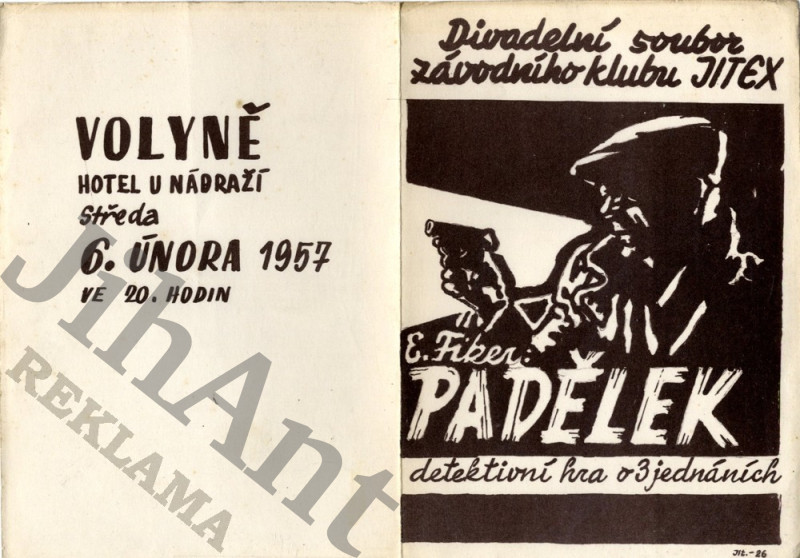 VOLYNĚ
HOTEL U NÁDRAŽÍ
Středa
6. ÚNORA 1957
VE 20. HODIN
JihAnt
REKLAMA
Divadelní soubor
závodního klubu JITEX
E. Fiker:
PADĚLEK
detektivní hra o 3 jednáních